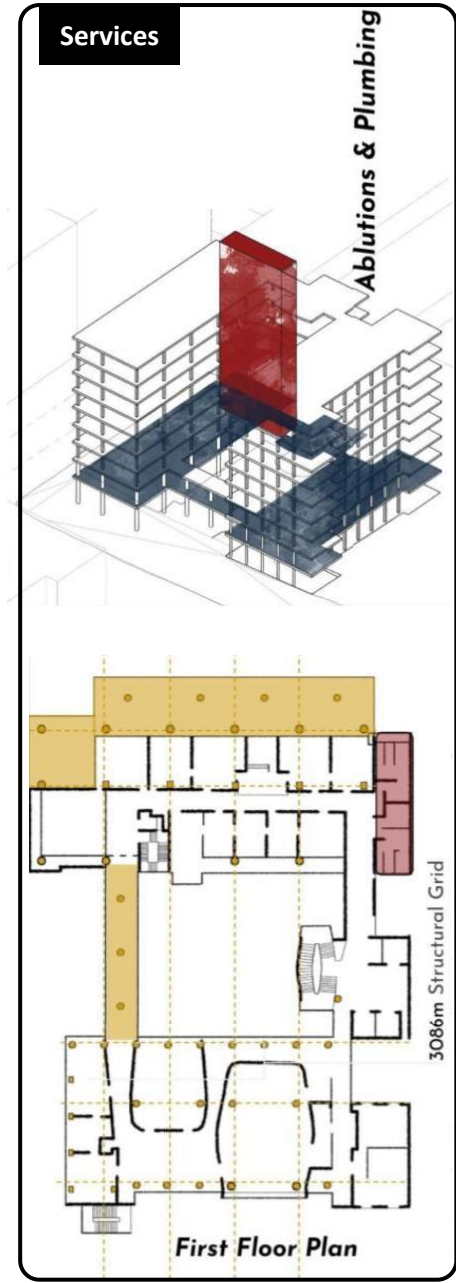 Services
Ablutions & Plumbing
3086m Structural Grid
First Floor Plan